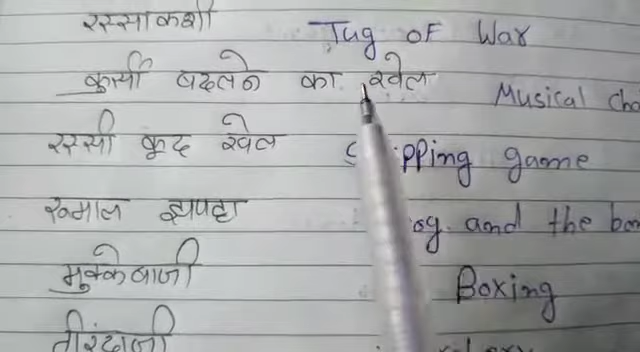 रस्साकशी Tug OF War
कुर्सी बदलने का खेल Musical
रस्सी कूद खेल game
रुमाल झपट्टा and the
मुक्केबाजी Boxing
तीरंदाजी